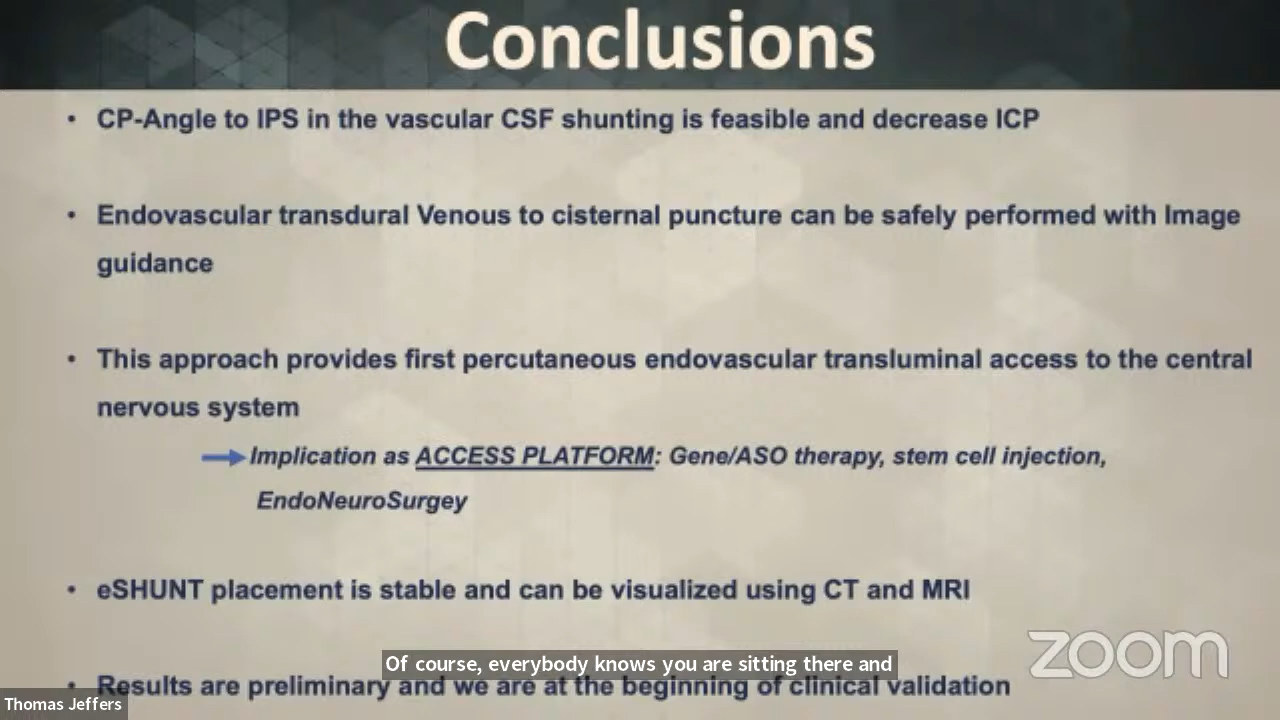 Conclusions
• CP-Angle to IPS in the vascular CSF shunting is feasible and decrease ICP
• Endovascular transdural Venous to cisternal puncture can be safely performed with Image
guidance
• This approach provides first percutaneous endovascular transluminal access to the central
nervous system
Implication as ACCESS PLATFORM: Gene/ASO therapy, stem cell injection,
EndoNeuroSurgey
• eSHUNT placement is stable and can be visualized using CT and MRI
zoom
Of course, everybody knows you are sitting there and
• Results are preliminary and we are at the beginning of clinical validation
Thomas Jeffers